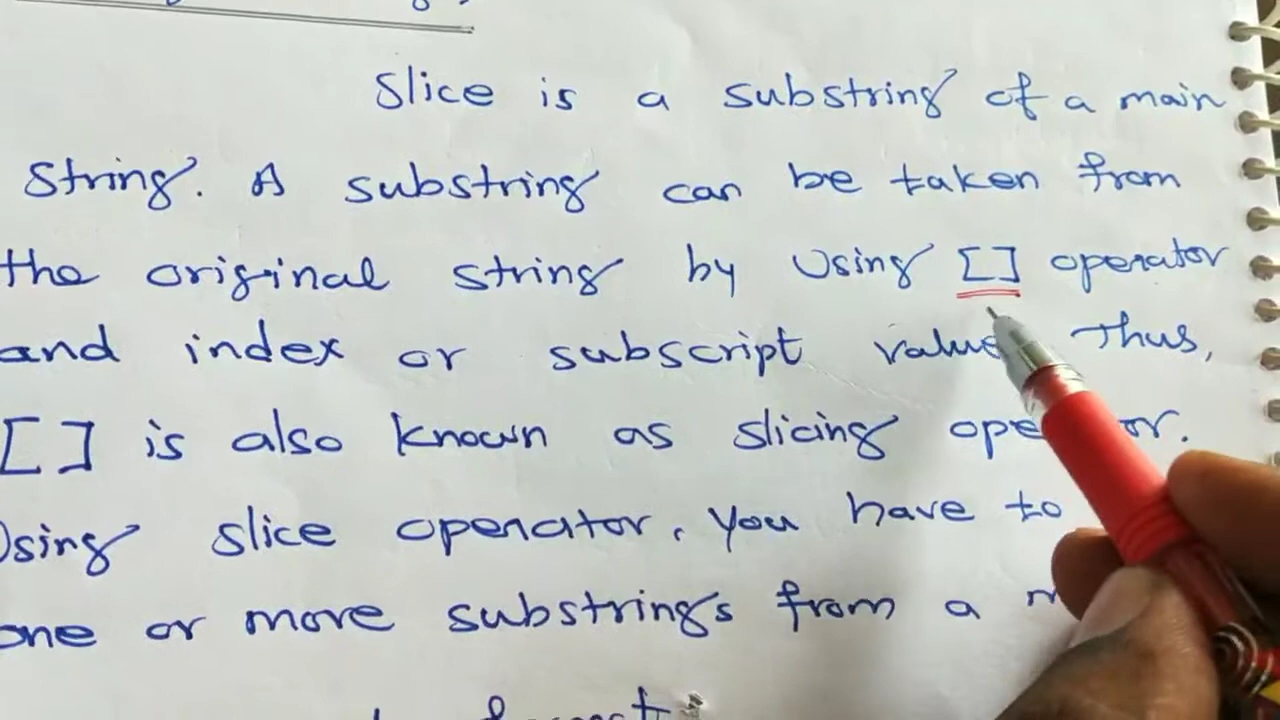 Slice is a substring of a main
String. A substring can be taken from
the original string by Using [] operator
and index or subscript value Thus,
[] is also known as slicing
Using slice operator, you have to
one or more substrings from a